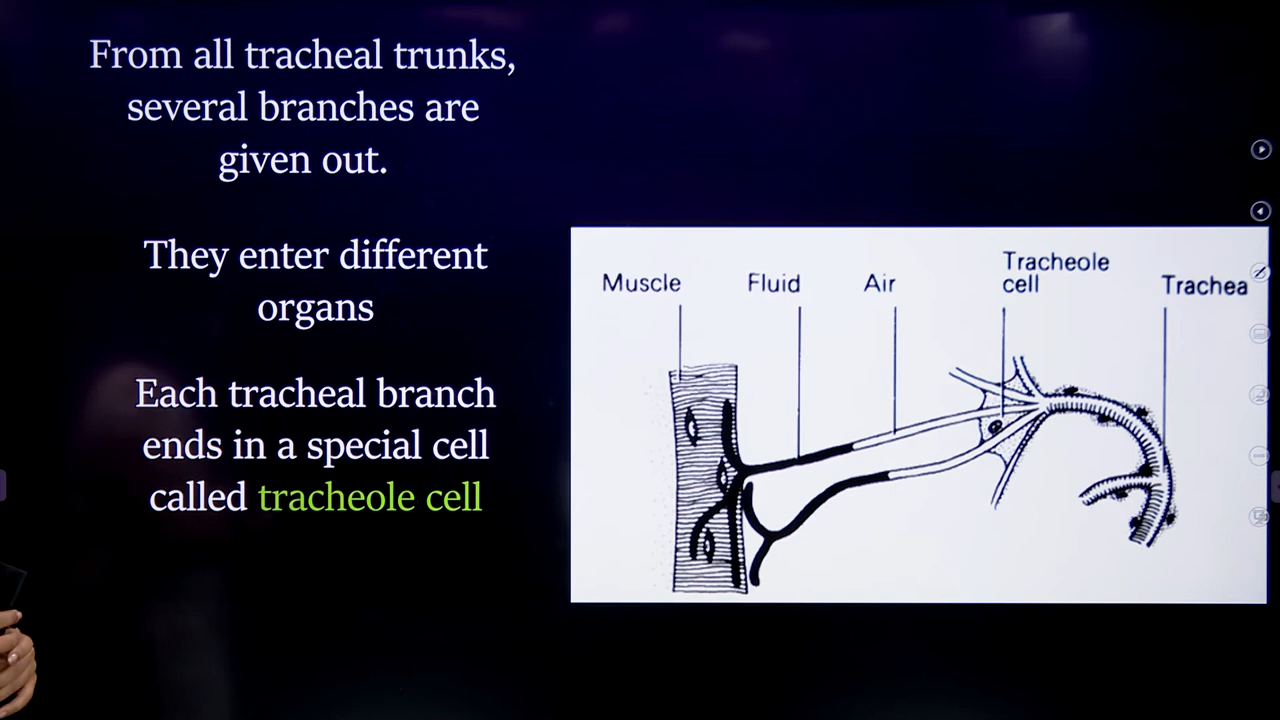 From all tracheal trunks,
several branches are
given out.
They enter different
organs
Each tracheal branch
ends in a special cell
called tracheole cell
Muscle
Fluid
Air
Tracheole
cell
Trachea